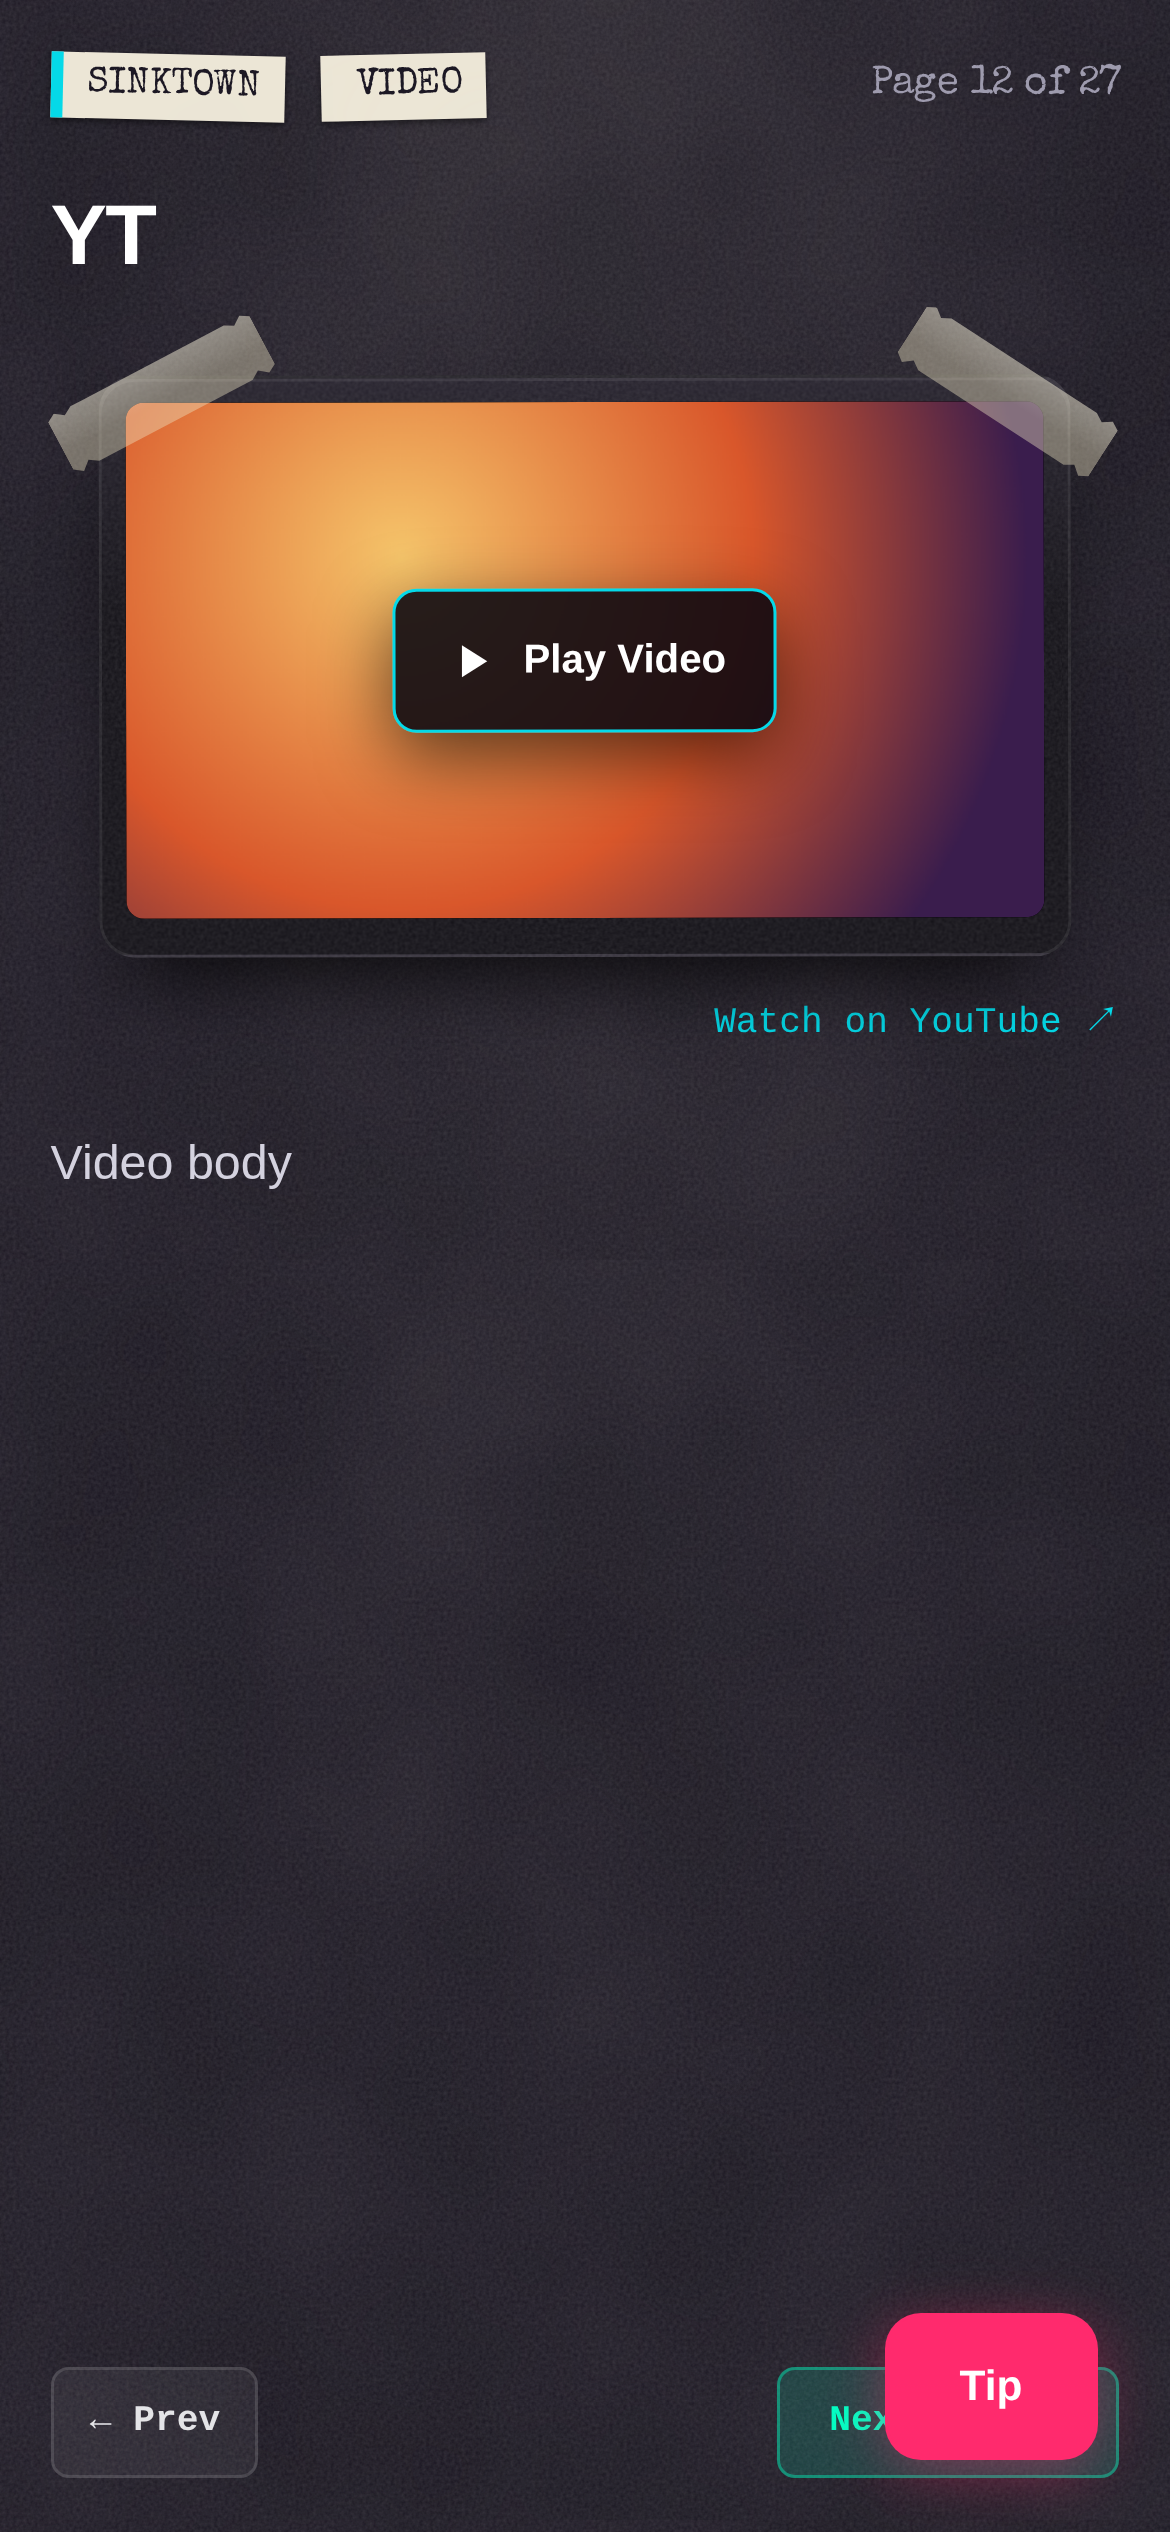 SINKTOWN VIDEO Page 12 of 27
YT
Play Video
Watch on YouTube ↗
Video body
← Prev
Tip